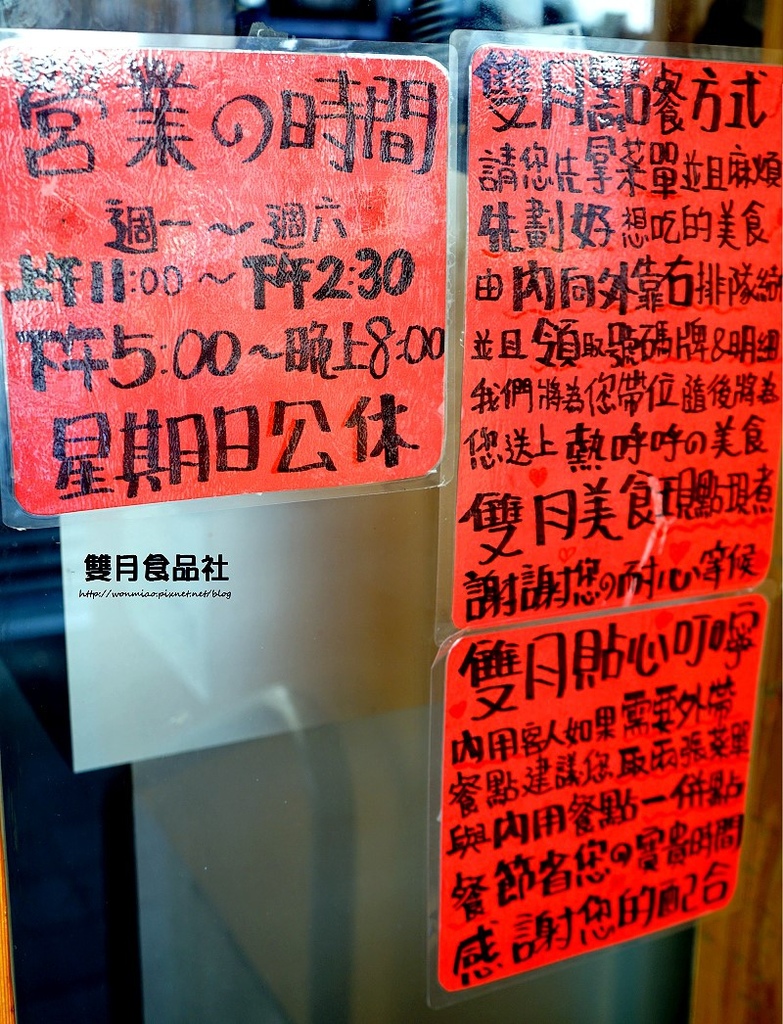 営業の時間
週一～週六
上午11:00～下午2:30
下午5:00～晚上8:00
星期日公休
雙月食品社
http://wonmiao.pixnet.net/blog
雙月點餐方式
請您先拿菜單並且麻煩
先劃好想吃的美食
由內向外靠右排隊結
並且領取號碼牌&明細
我們將為您帶位隨後將為
您送上熱呼呼の美食
雙月美食現點現煮
謝謝您の耐心等候
雙月貼心叮嚀
內用客人如果需要外帶
餐點建議您取兩張菜單
與內用餐點一併點
餐節省您の寶貴時間
感謝您的配合